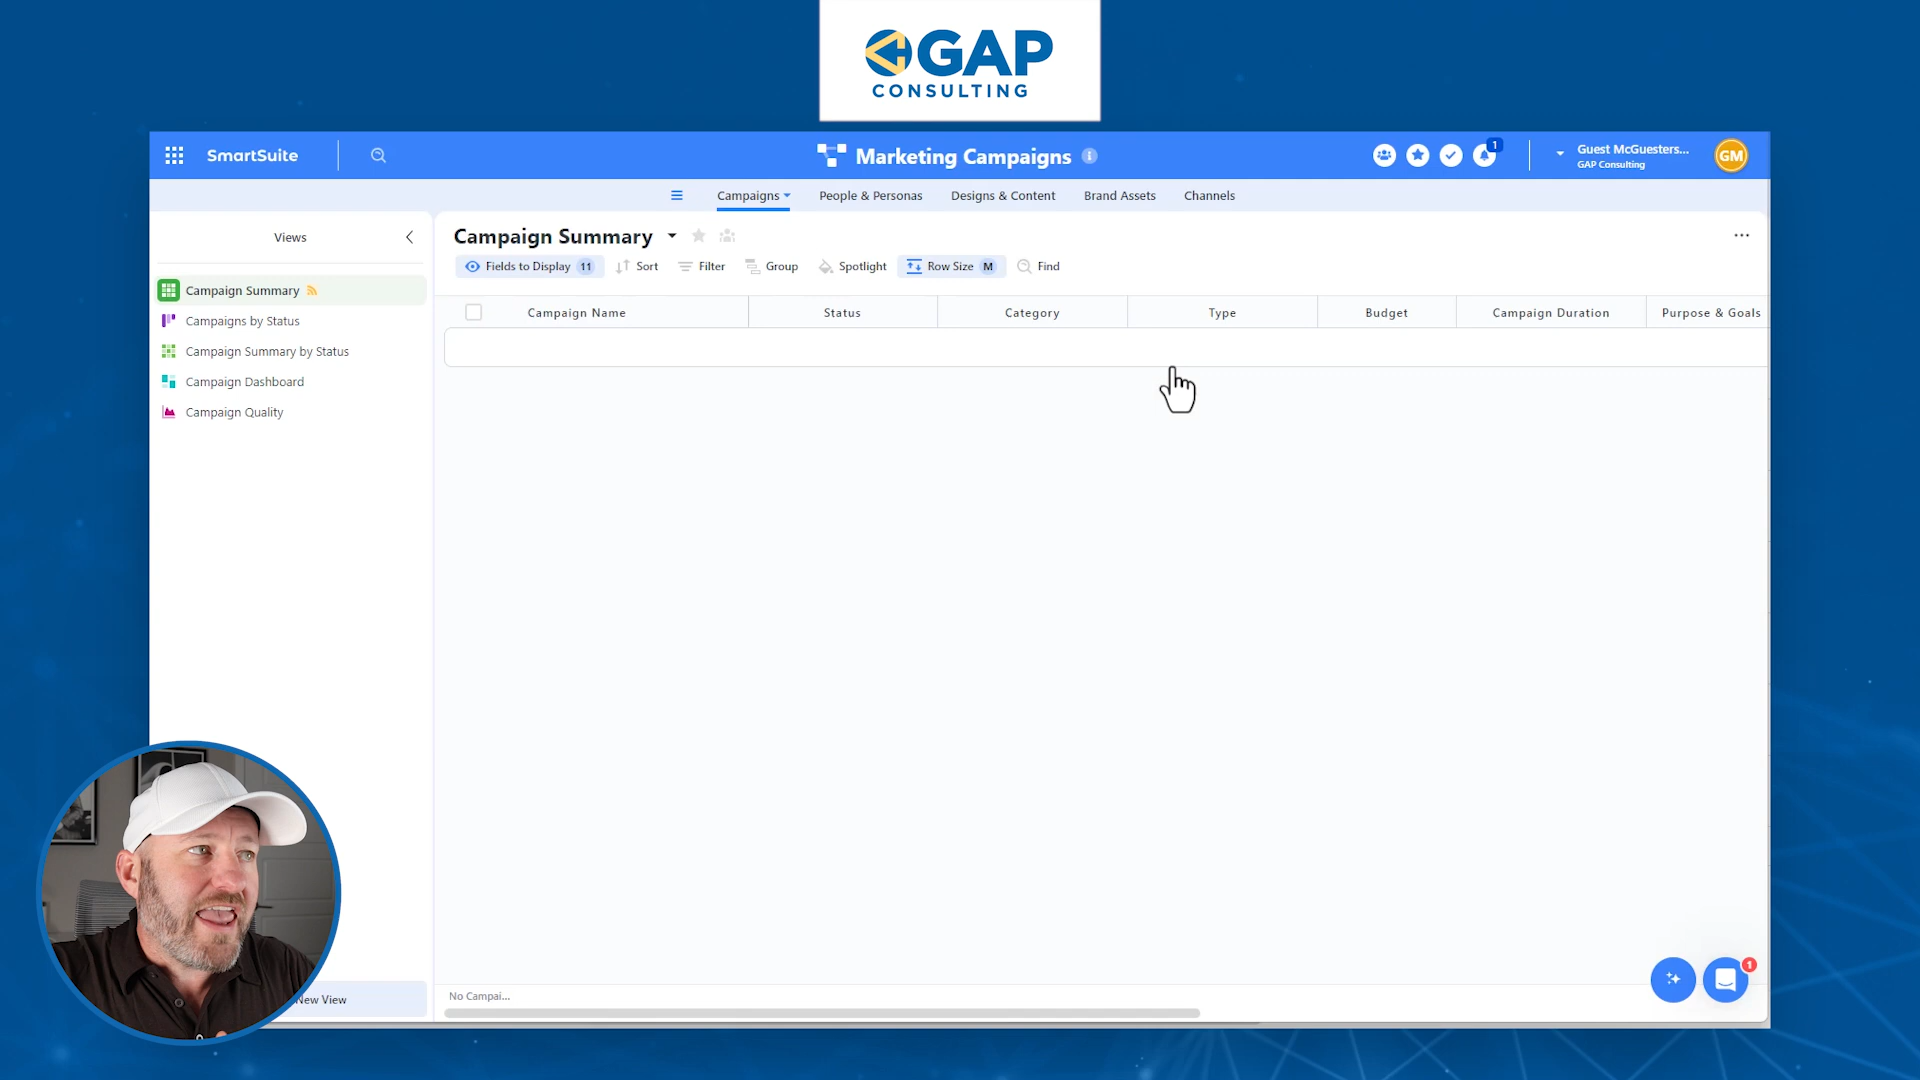 GAP
CONSULTING
SmartSuite
Marketing Campaigns
1
Guest McGuesters...
GAP Consulting
GM
Campaigns
People & Personas
Designs & Content
Brand Assets
Channels
Views
Campaign Summary
Campaigns by Status
Campaign Summary by Status
Campaign Dashboard
Campaign Quality
New View
Campaign Summary
Fields to Display 11
Sort
Filter
Group
Spotlight
Row Size M
Find
Campaign Name
Status
Category
Type
Budget
Campaign Duration
Purpose & Goals
No Campai...
1